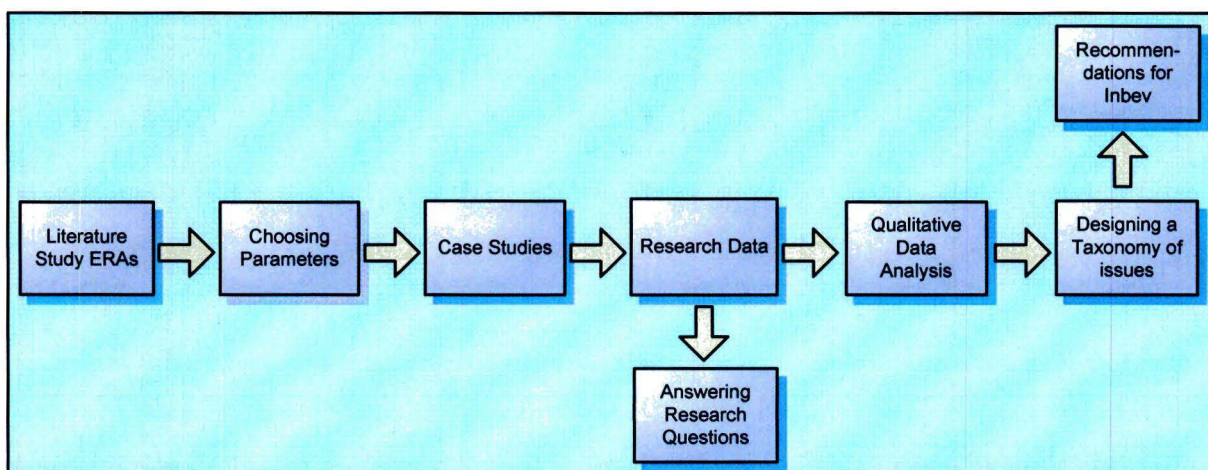 Recommen-
dations for
Inbev
Literature
Study ERAs
Choosing
Parameters
Case Studies
Research Data
Qualitative
Data
Analysis
Designing a
Taxonomy of
issues
Answering
Research
Questions